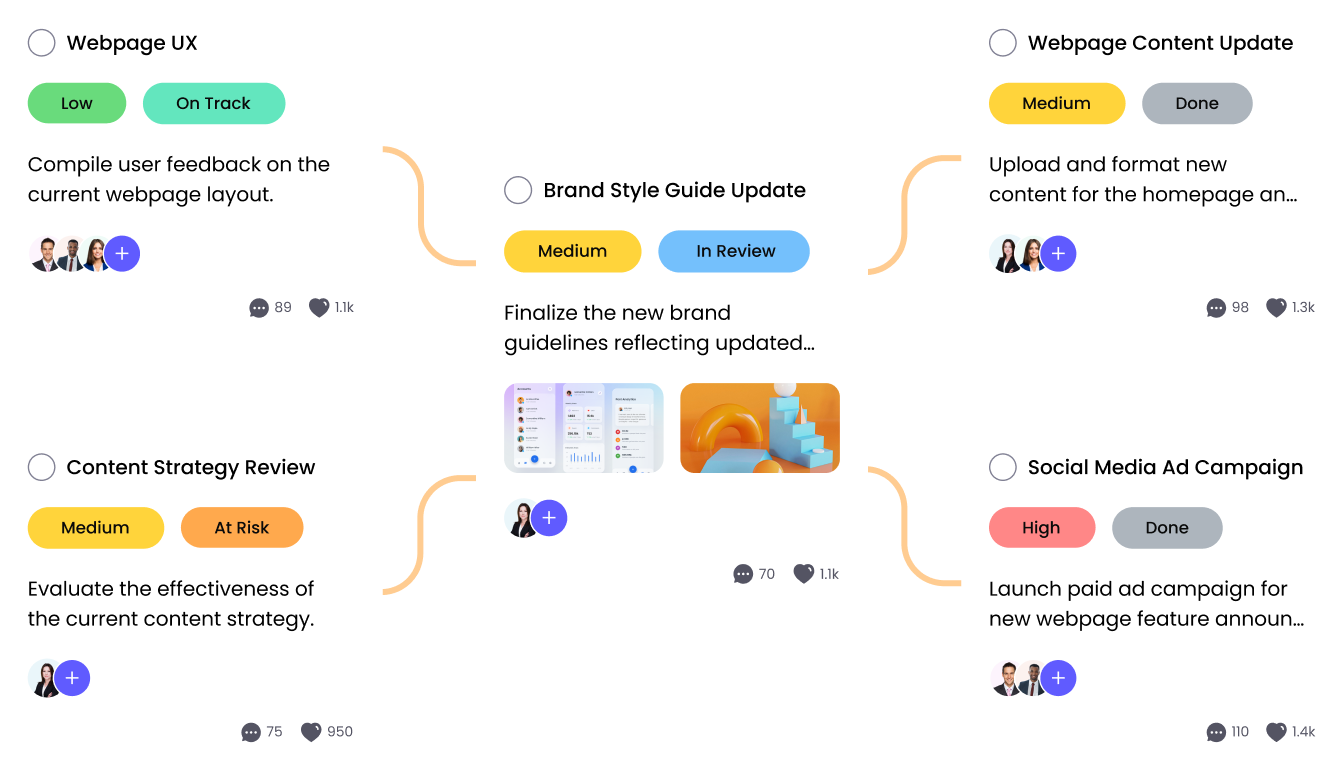 Webpage UX
Low
On Track
Compile user feedback on the
current webpage layout.
89
1.1k
Content Strategy Review
Medium
At Risk
Evaluate the effectiveness of
the current content strategy.
75
950
Brand Style Guide Update
Medium
In Review
Finalize the new brand
guidelines reflecting updated...
70
1.1k
Webpage Content Update
Medium
Done
Upload and format new
content for the homepage an...
98
1.3k
Social Media Ad Campaign
High
Done
Launch paid ad campaign for
new webpage feature announ...
110
1.4k